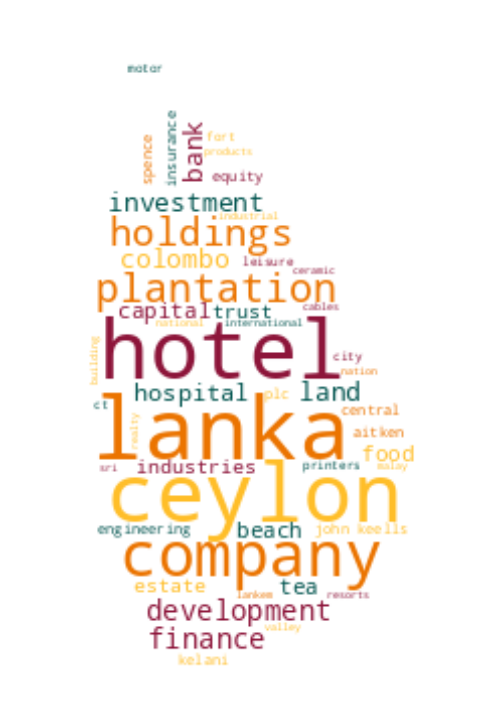 motor
spence
insurance
bank
fort
products
equity
investment
industrial
holdings
colombo
leisure
ceramic
plantation
capital
trust
cables
national
international
building
hotel
city
nation
hospital
plc
land
ct
lanka
realty
central
aitken
food
sri
industries
printers
malay
ceylon
engineering
beach
john keells
company
estate
tea
lankem
resorts
development
valley
finance
kelani